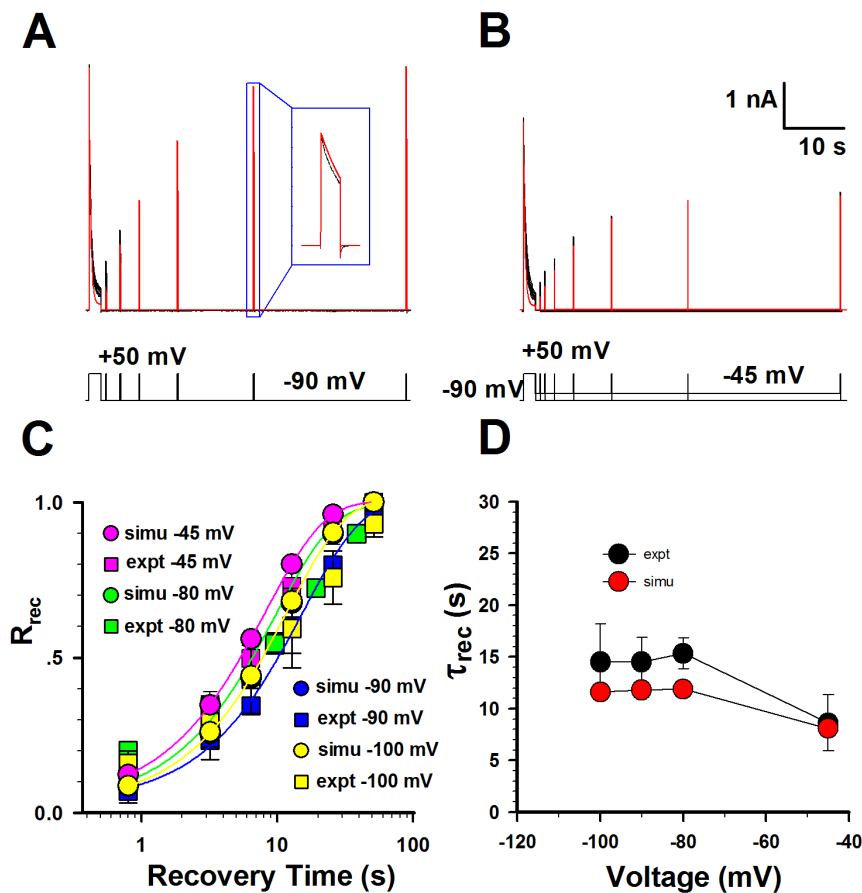 A
B
1 nA
10 s
+50 mV
-90 mV
+50 mV
-90 mV
-45 mV
C
D
1.0
.5
0.0
R_rec
simu -45 mV
expt -45 mV
simu -80 mV
expt -80 mV
simu -90 mV
expt -90 mV
simu -100 mV
expt -100 mV
1
10
100
Recovery Time (s)
30
25
20
15
10
5
0
τ_rec (s)
expt
simu
-120
-100
-80
-60
-40
Voltage (mV)